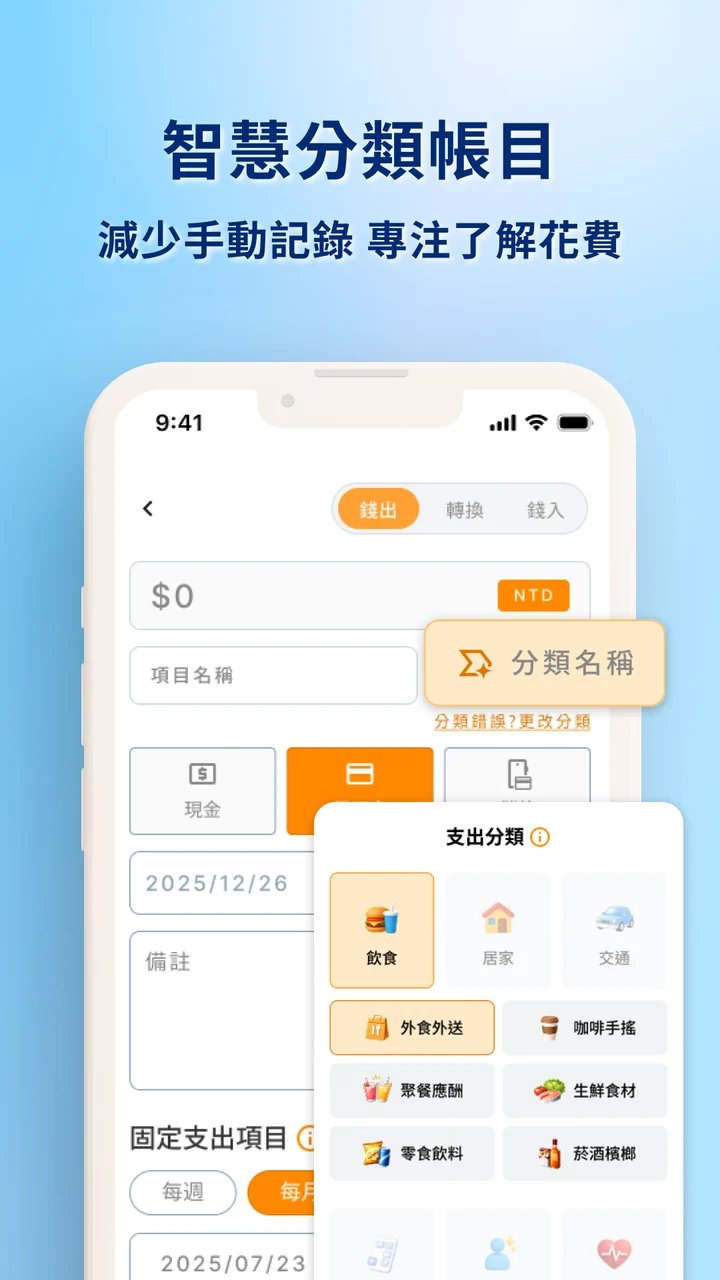 智慧分類帳目
減少手動記錄 專注了解花費
9:41
錢出 轉換 錢入
$0 NTD
項目名稱
分類名稱
分類錯誤?更改分類
現金
2025/12/26
備註
固定支出項目
每週 每月
2025/07/23
支出分類
飲食 居家 交通
外食外送 咖啡手搖
聚餐應酬 生鮮食材
零食飲料 菸酒檳榔